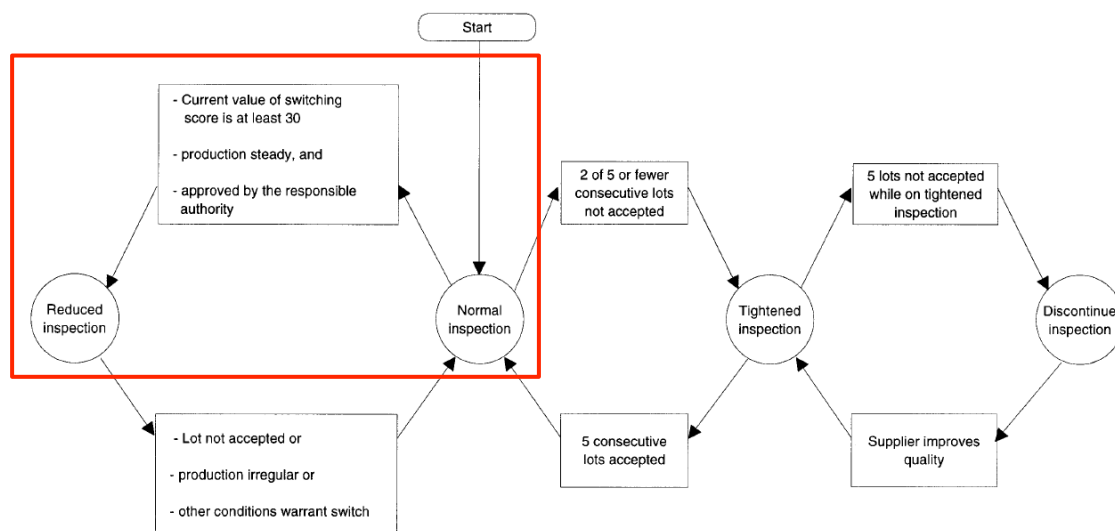 Start
- Current value of switching
score is at least 30
- production steady, and
- approved by the responsible
authority
2 of 5 or fewer
consecutive lots
not accepted
5 lots not accepted
while on tightened
inspection
Reduced
inspection
Normal
inspection
Tightened
inspection
Discontinue
inspection
- Lot not accepted or
- production irregular or
- other conditions warrant switch
5 consecutive
lots accepted
Supplier improves
quality